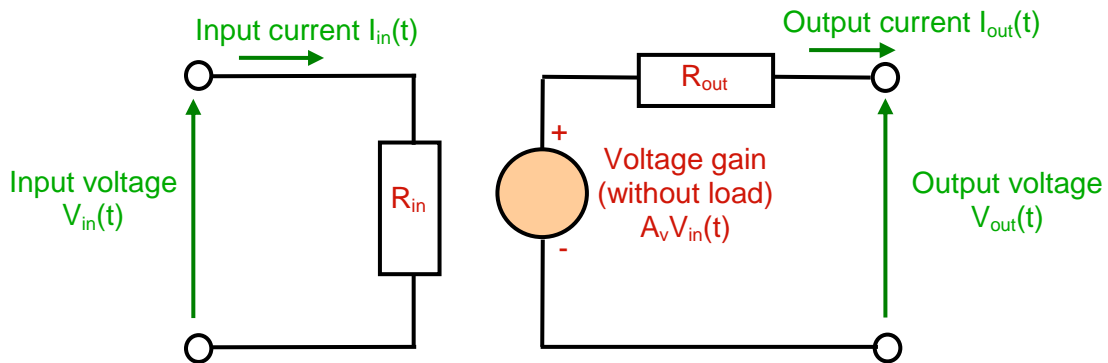 Input current I_in(t)
Output current I_out(t)
R_out
+
Input voltage
V_in(t)
R_in
Voltage gain
(without load)
A_vV_in(t)
-
Output voltage
V_out(t)